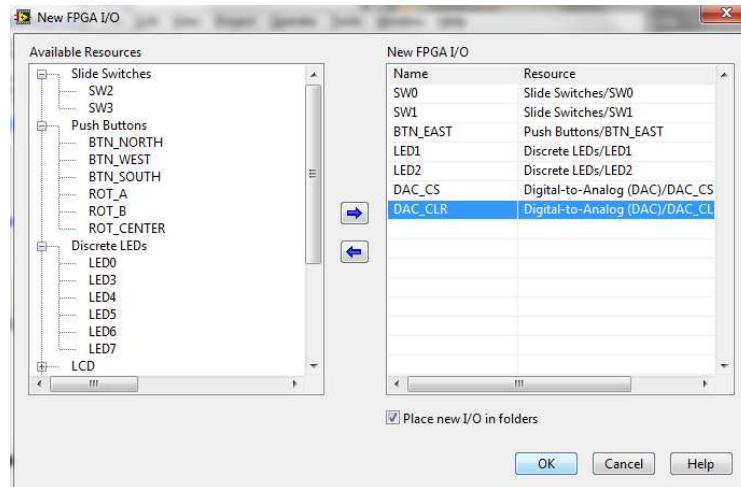 New FPGA I/O
Available Resources
Slide Switches
SW2
SW3
Push Buttons
BTN_NORTH
BTN_WEST
BTN_SOUTH
ROT_A
ROT_B
ROT_CENTER
Discrete LEDs
LED0
LED3
LED4
LED5
LED6
LED7
LCD
New FPGA I/O
Name Resource
SW0 Slide Switches/SW0
SW1 Slide Switches/SW1
BTN_EAST Push Buttons/BTN_EAST
LED1 Discrete LEDs/LED1
LED2 Discrete LEDs/LED2
DAC_CS Digital-to-Analog (DAC)/DAC_CS
DAC_CLR Digital-to-Analog (DAC)/DAC_CL
Place new I/O in folders
OK Cancel Help